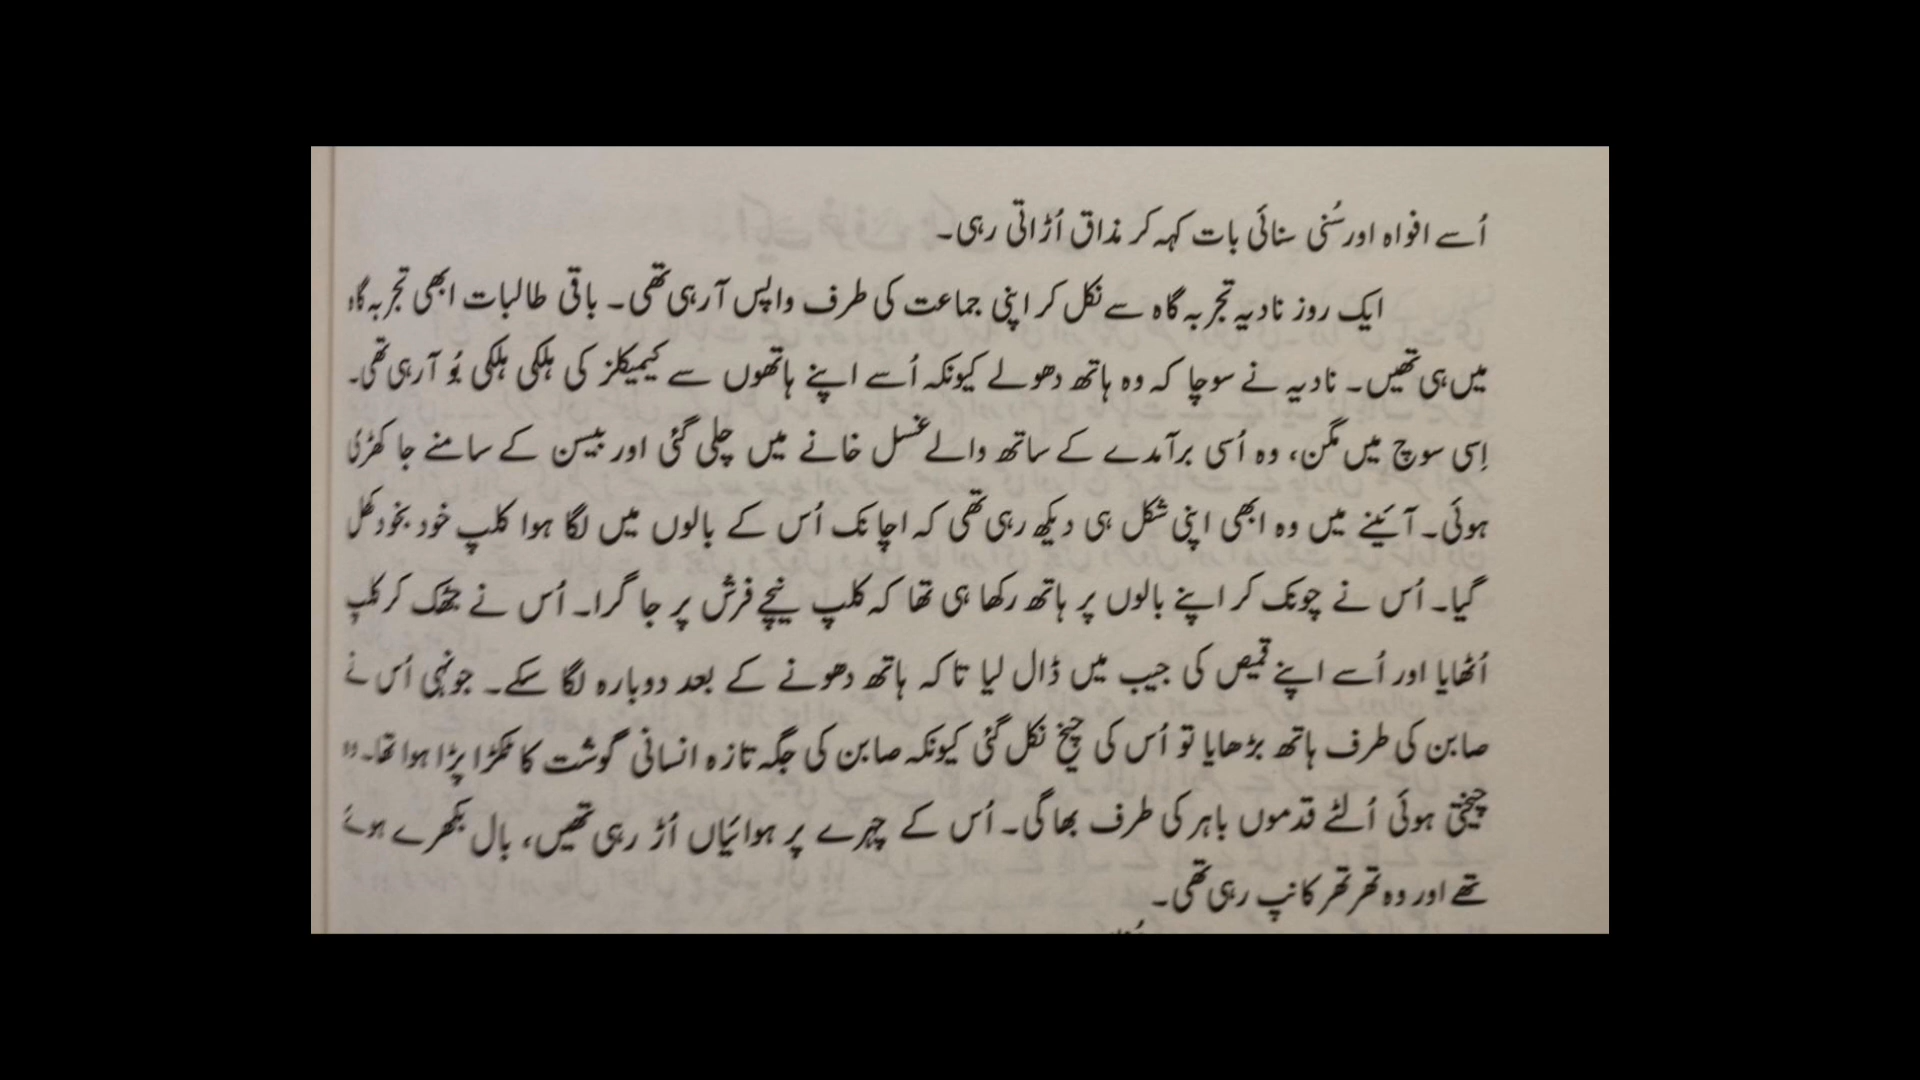 اُسے افواہ اور سُنی سنائی بات کہہ کر مذاق اُڑاتی رہی۔
ایک روز نادیہ تجربہ گاہ سے نکل کر اپنی جماعت کی طرف واپس آ رہی تھی۔ باقی طالبات ابھی تجربہ گاہ
میں ہی تھیں۔ نادیہ نے سوچا کہ وہ ہاتھ دھولے کیونکہ اُسے اپنے ہاتھوں سے کیمیکلز کی ہلکی ہلکی بُو آ رہی تھی۔
اِسی سوچ میں مگن، وہ اُسی برآمدے کے ساتھ والے غسل خانے میں چلی گئی اور بیسن کے سامنے جا کھڑی
ہوئی۔ آئینے میں وہ ابھی اپنی شکل ہی دیکھ رہی تھی کہ اچانک اُس کے بالوں میں لگا ہوا کلپ خود بخود کھل
گیا۔ اُس نے چونک کر اپنے بالوں پر ہاتھ رکھا ہی تھا کہ کلپ نیچے فرش پر جا گرا۔ اُس نے جھک کر کلپ
اُٹھایا اور اُسے اپنے قمیص کی جیب میں ڈال لیا تا کہ ہاتھ دھونے کے بعد دوبارہ لگا سکے۔ جونہی اُس نے
صابن کی طرف ہاتھ بڑھایا تو اُس کی چیخ نکل گئی کیونکہ صابن کی جگہ تازہ انسانی گوشت کا ٹکڑا پڑا ہوا تھا۔ وہ
چیختی ہوئی اُلٹے قدموں باہر کی طرف بھاگی۔ اُس کے چہرے پر ہوائیاں اُڑ رہی تھیں، بال بکھرے ہوئے
تھے اور وہ تھر تھر کانپ رہی تھی۔